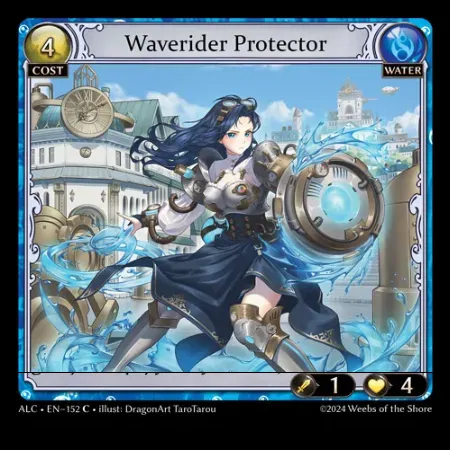 4
Waverider Protector
COST
WATER
1
4
ALC • EN-152 C • illust: DragonArt TaroTarou
©2024 Weebs of the Shore